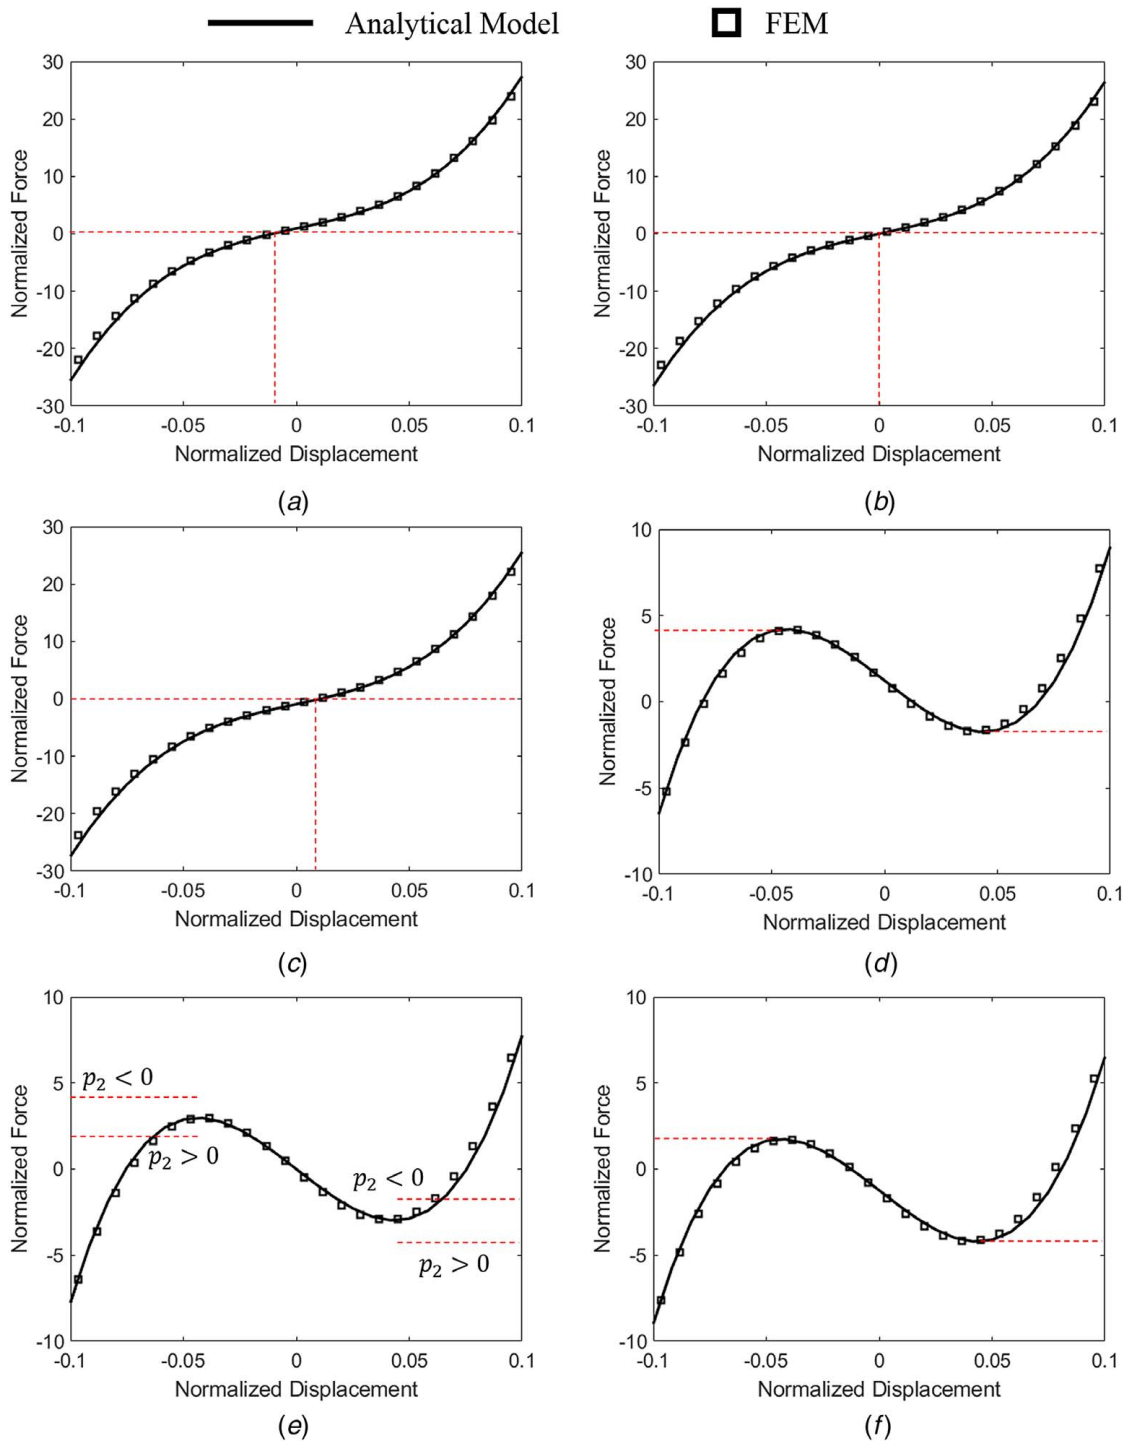 Analytical Model FEM
30
20
10
0
-10
-20
-30
-0.1 -0.05 0 0.05 0.1
Normalized Force
Normalized Displacement
(a)
30
20
10
0
-10
-20
-30
-0.1 -0.05 0 0.05 0.1
Normalized Force
Normalized Displacement
(b)
30
20
10
0
-10
-20
-30
-0.1 -0.05 0 0.05 0.1
Normalized Force
Normalized Displacement
(c)
10
5
0
-5
-10
-0.1 -0.05 0 0.05 0.1
Normalized Force
Normalized Displacement
(d)
10
5
0
-5
-10
-0.1 -0.05 0 0.05 0.1
Normalized Force
p₂ < 0
p₂ > 0
p₂ < 0
p₂ > 0
Normalized Displacement
(e)
10
5
0
-5
-10
-0.1 -0.05 0 0.05 0.1
Normalized Force
Normalized Displacement
(f)